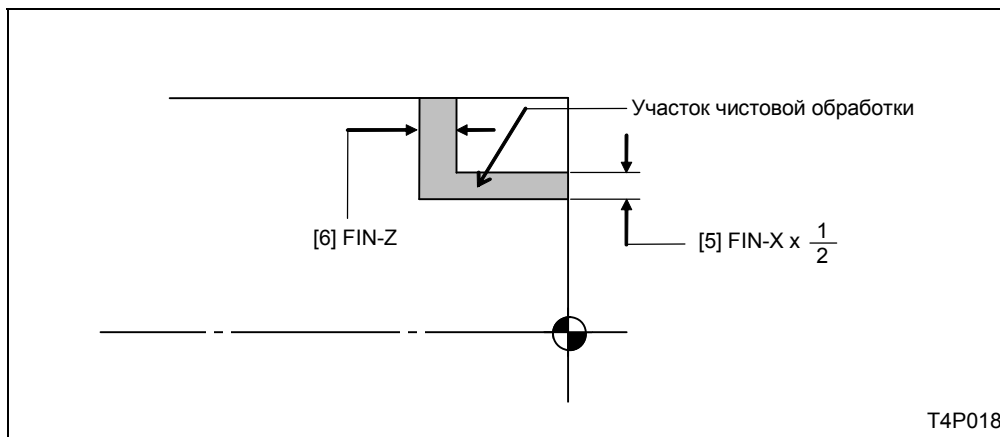 Участок чистовой обработки
[6] FIN-Z
[5] FIN-X x 1/2
T4P018